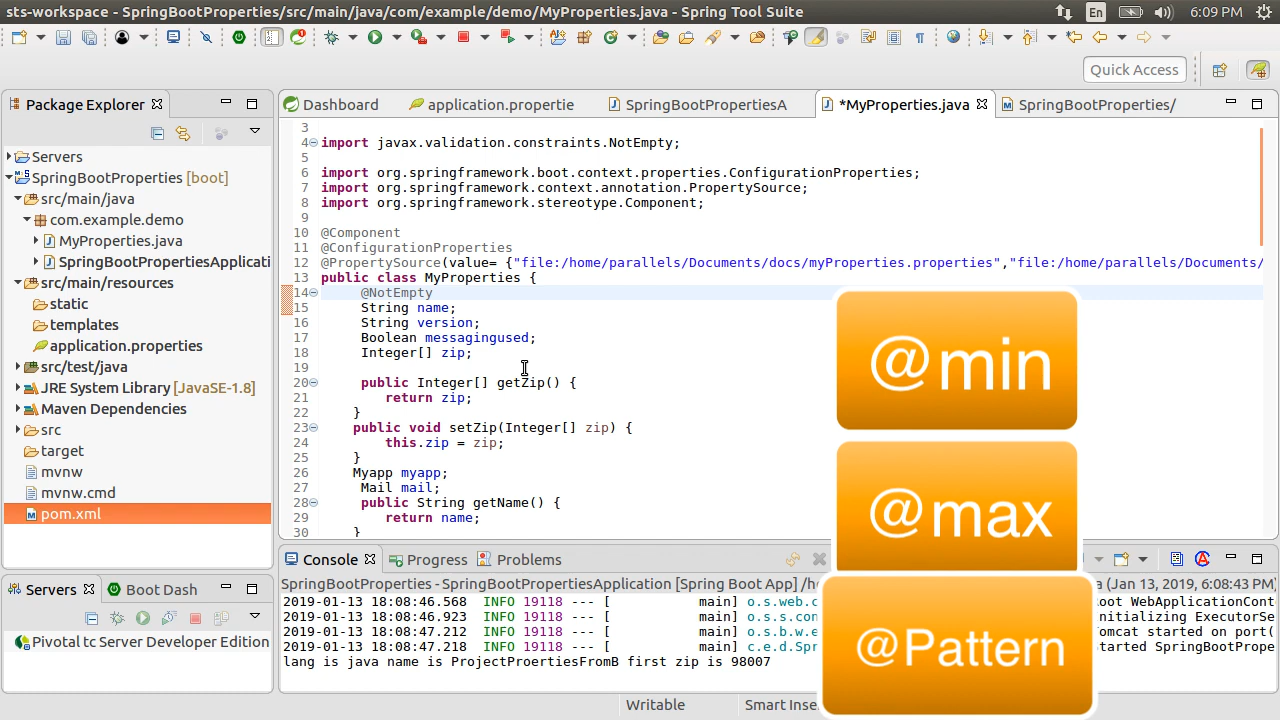 sts-workspace - SpringBootProperties/src/main/java/com/example/demo/MyProperties.java - Spring Tool Suite
En
6:09 PM
Quick Access
Package Explorer
Servers
SpringBootProperties [boot]
src/main/java
com.example.demo
MyProperties.java
SpringBootPropertiesApplicati
src/main/resources
static
templates
application.properties
src/test/java
JRE System Library [JavaSE-1.8]
Maven Dependencies
src
target
mvnw
mvnw.cmd
pom.xml
Servers
Boot Dash
Pivotal tc Server Developer Edition
Dashboard
application.propertie
SpringBootPropertiesA
*MyProperties.java
SpringBootProperties/
3
4 import javax.validation.constraints.NotEmpty;
5
6 import org.springframework.boot.context.properties.ConfigurationProperties;
7 import org.springframework.context.annotation.PropertySource;
8 import org.springframework.stereotype.Component;
9
10 @Component
11 @ConfigurationProperties
12 @PropertySource(value= {"file:/home/parallels/Documents/docs/myProperties.properties","file:/home/parallels/Documents/
13 public class MyProperties {
14 @NotEmpty
15 String name;
16 String version;
17 Boolean messagingused;
18 Integer[] zip;
19
20 public Integer[] getZip() {
21 return zip;
22 }
23 public void setZip(Integer[] zip) {
24 this.zip = zip;
25 }
26 Myapp myapp;
27 Mail mail;
28 public String getName() {
29 return name;
30 }
@min
@max
@Pattern
Console
Progress
Problems
SpringBootProperties - SpringBootPropertiesApplication [Spring Boot App] /h
a (Jan 13, 2019, 6:08:43 PM)
2019-01-13 18:08:46.568 INFO 19118 --- [ main] o.s.web.c oot WebApplicationCont
2019-01-13 18:08:46.923 INFO 19118 --- [ main] o.s.s.con nitializing ExecutorSe
2019-01-13 18:08:47.212 INFO 19118 --- [ main] o.s.b.w.e omcat started on port(
2019-01-13 18:08:47.218 INFO 19118 --- [ main] c.e.d.Spr tarted SpringBootPrope
lang is java name is ProjectProertiesFromB first zip is 98007
Writable
Smart Inse